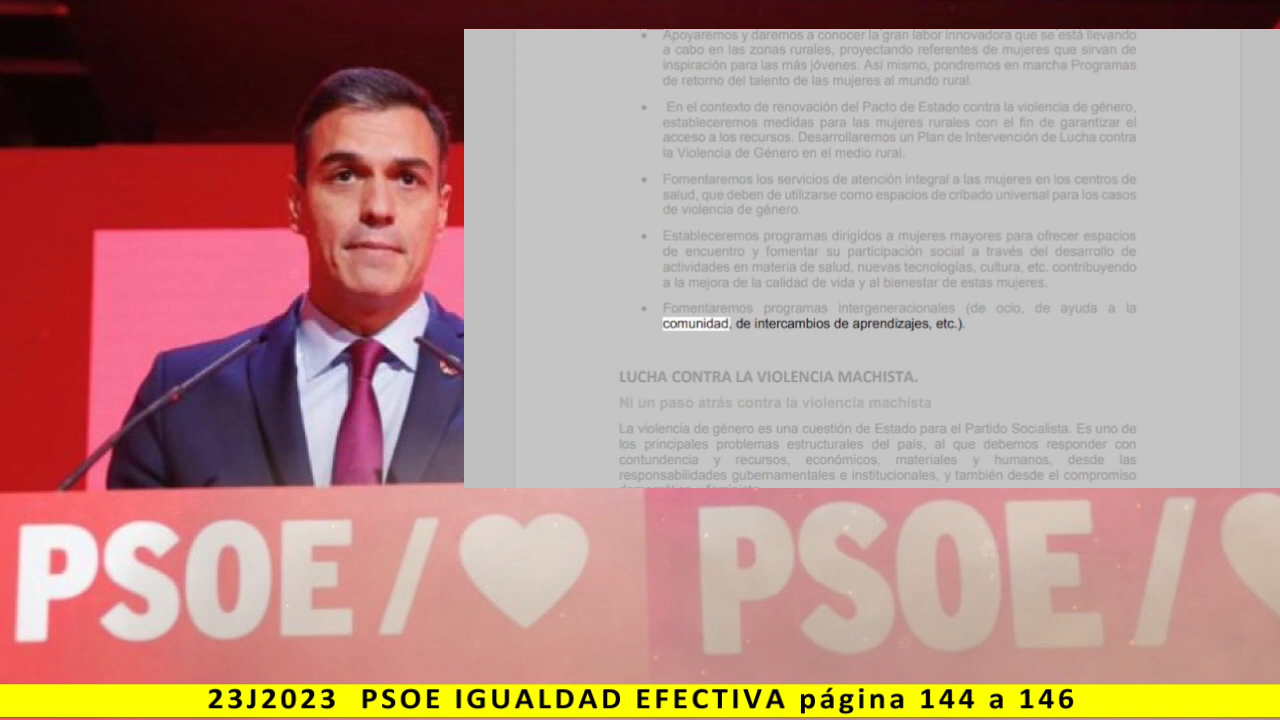 Apoyaremos y daremos a conocer la gran labor innovadora que se está llevando
a cabo en las zonas rurales, proyectando referentes de mujeres que sirvan de
inspiración para las más jóvenes. Así mismo, pondremos en marcha Programas
de retorno del talento de las mujeres al mundo rural.
En el contexto de renovación del Pacto de Estado contra la violencia de género,
estableceremos medidas para las mujeres rurales con el fin de garantizar el
acceso a los recursos. Desarrollaremos un Plan de Intervención de Lucha contra
la Violencia de Género en el medio rural.
Fomentaremos los servicios de atención integral a las mujeres en los centros de
salud, que deben de utilizarse como espacios de cribado universal para los casos
de violencia de género.
Estableceremos programas dirigidos a mujeres mayores para ofrecer espacios
de encuentro y fomentar su participación social a través del desarrollo de
actividades en materia de salud, nuevas tecnologías, cultura, etc. contribuyendo
a la mejora de la calidad de vida y al bienestar de estas mujeres.
Fomentaremos programas intergeneracionales (de ocio, de ayuda a la
comunidad, de intercambios de aprendizajes, etc.).
LUCHA CONTRA LA VIOLENCIA MACHISTA.
Ni un paso atrás contra la violencia machista
La violencia de género es una cuestión de Estado para el Partido Socialista. Es uno de
los principales problemas estructurales del país, al que debemos responder con
contundencia y recursos, económicos, materiales y humanos, desde las
responsabilidades gubernamentales e institucionales, y también desde el compromiso
PSOE/
PSOE/
23J2023 PSOE IGUALDAD EFECTIVA página 144 a 146